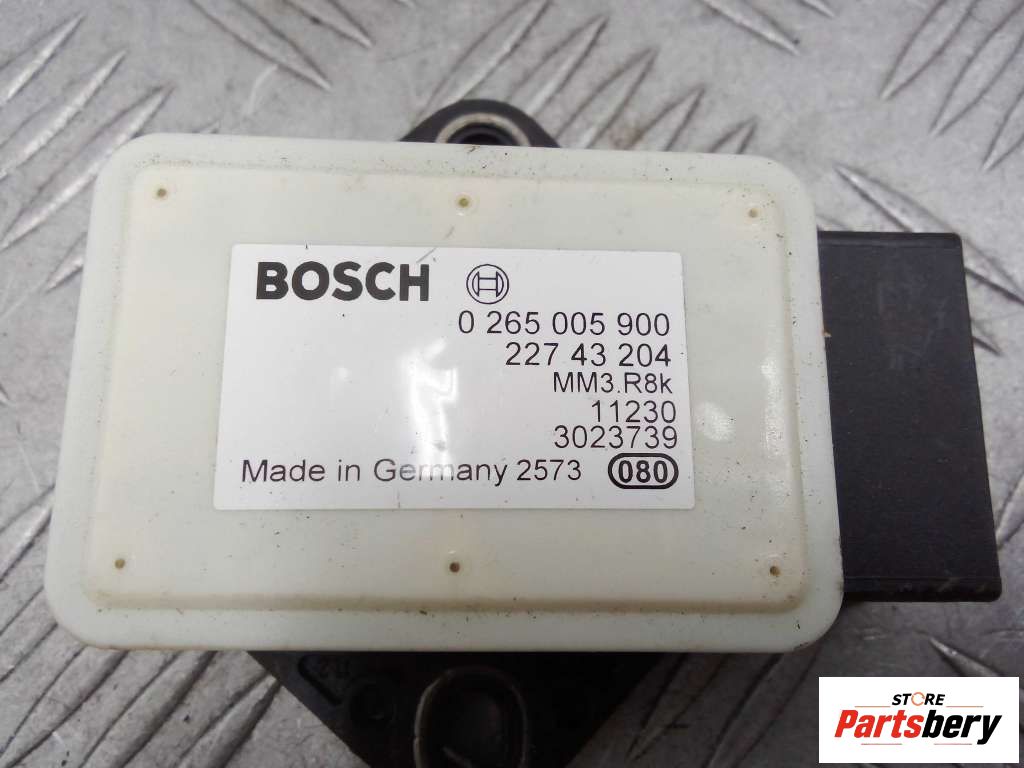 BOSCH
0 265 005 900
227 43 204
MM3.R8k
11230
3023739
Made in Germany 2573 080
STORE
Partsbery